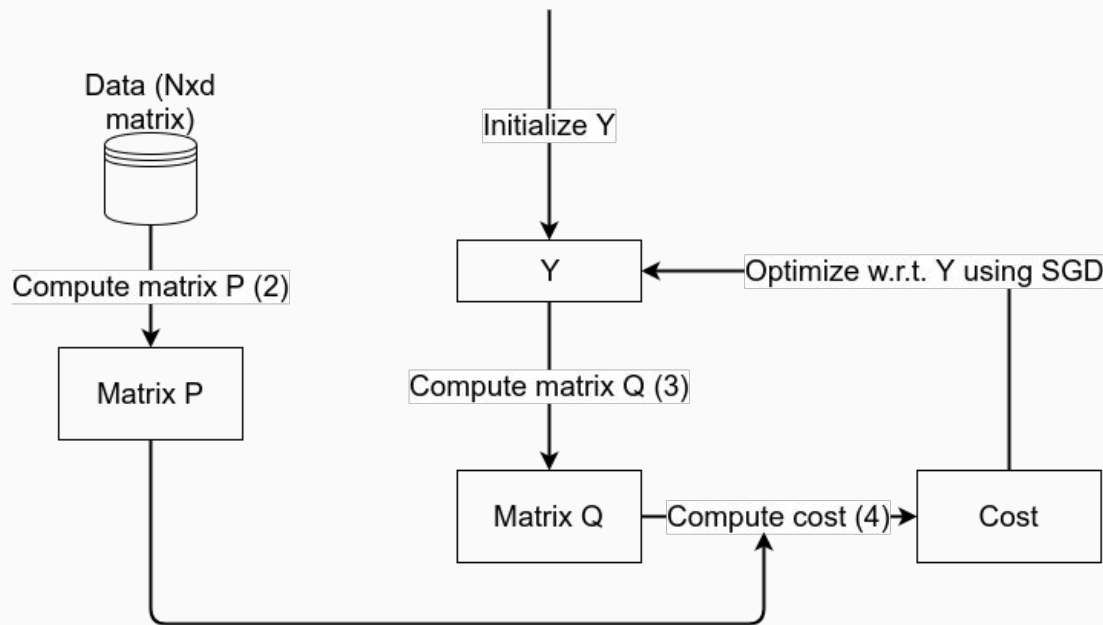 Data (Nxd
matrix)
Initialize Y
Compute matrix P (2)
Y
Optimize w.r.t. Y using SGD
Matrix P
Compute matrix Q (3)
Matrix Q
Compute cost (4)
Cost